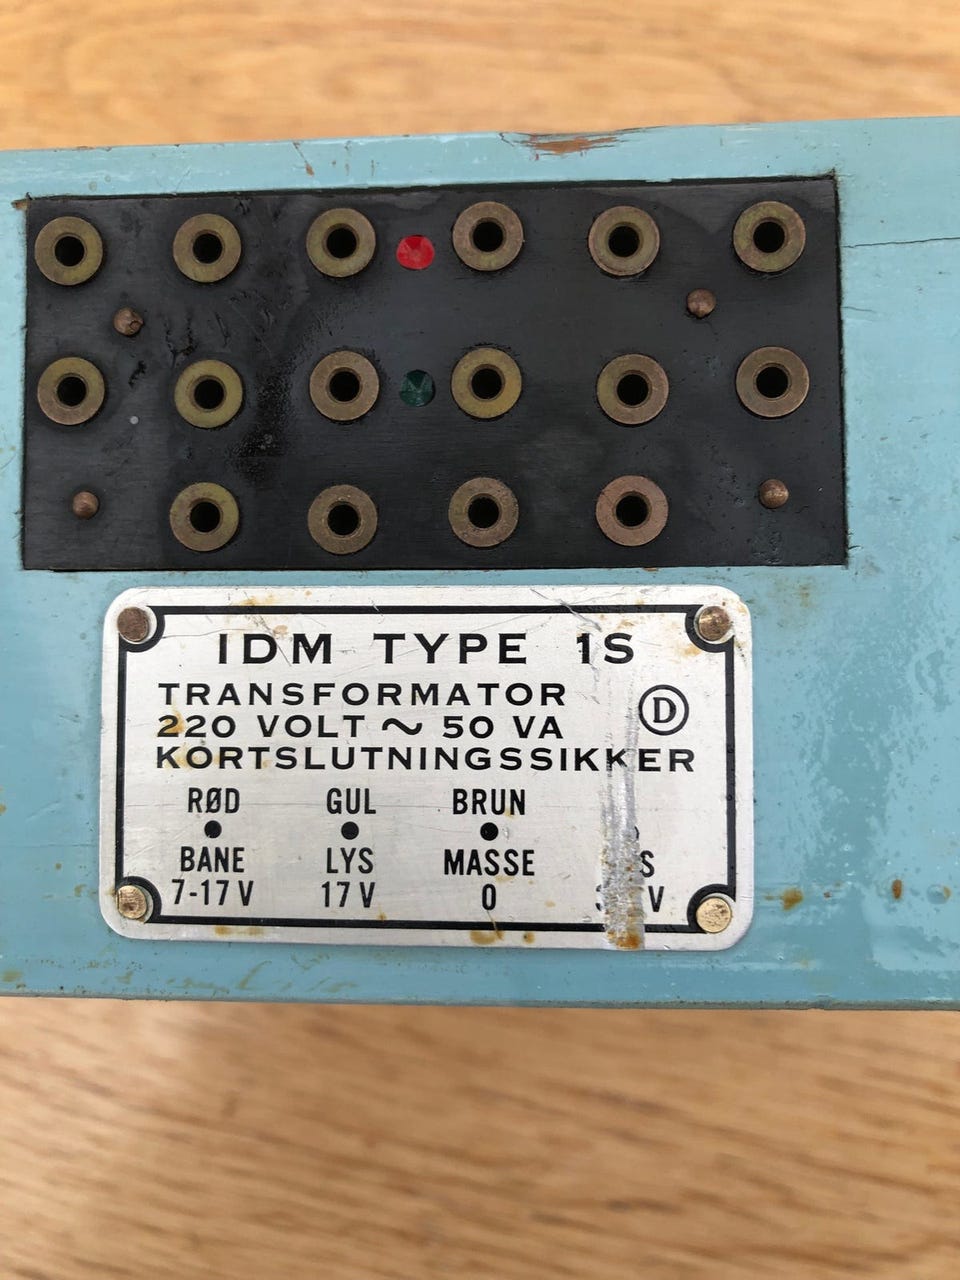 IDM TYPE 1S
TRANSFORMATOR
220 VOLT ~ 50 VA
KORTSLUTNINGSSIKKER
D
RØD GUL BRUN
BANE LYS MASSE
7-17 V 17 V 0 V